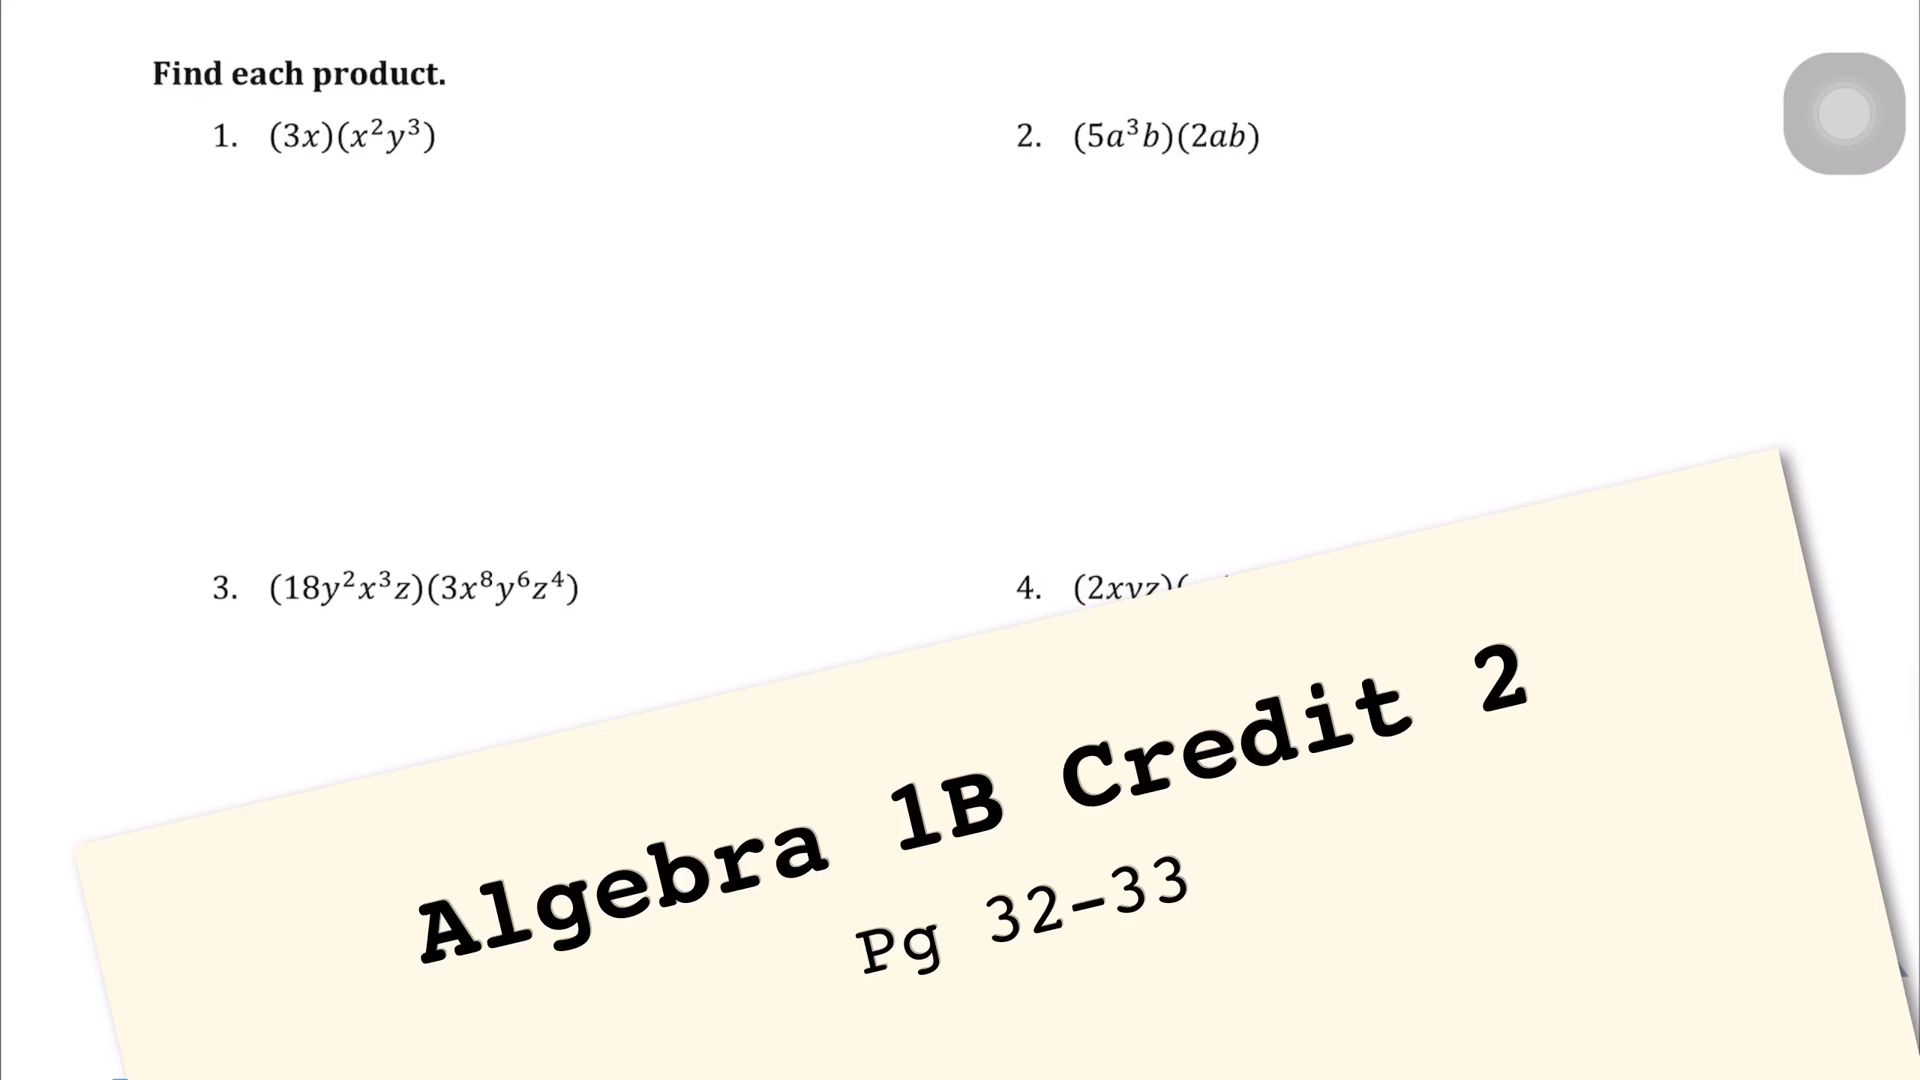 Find each product.
1. (3x)(x²y³)
2. (5a³b)(2ab)
3. (18y²x³z)(3x⁸y⁶z⁴)
4. (2xyz)(
Algebra 1B Credit 2
Pg 32-33